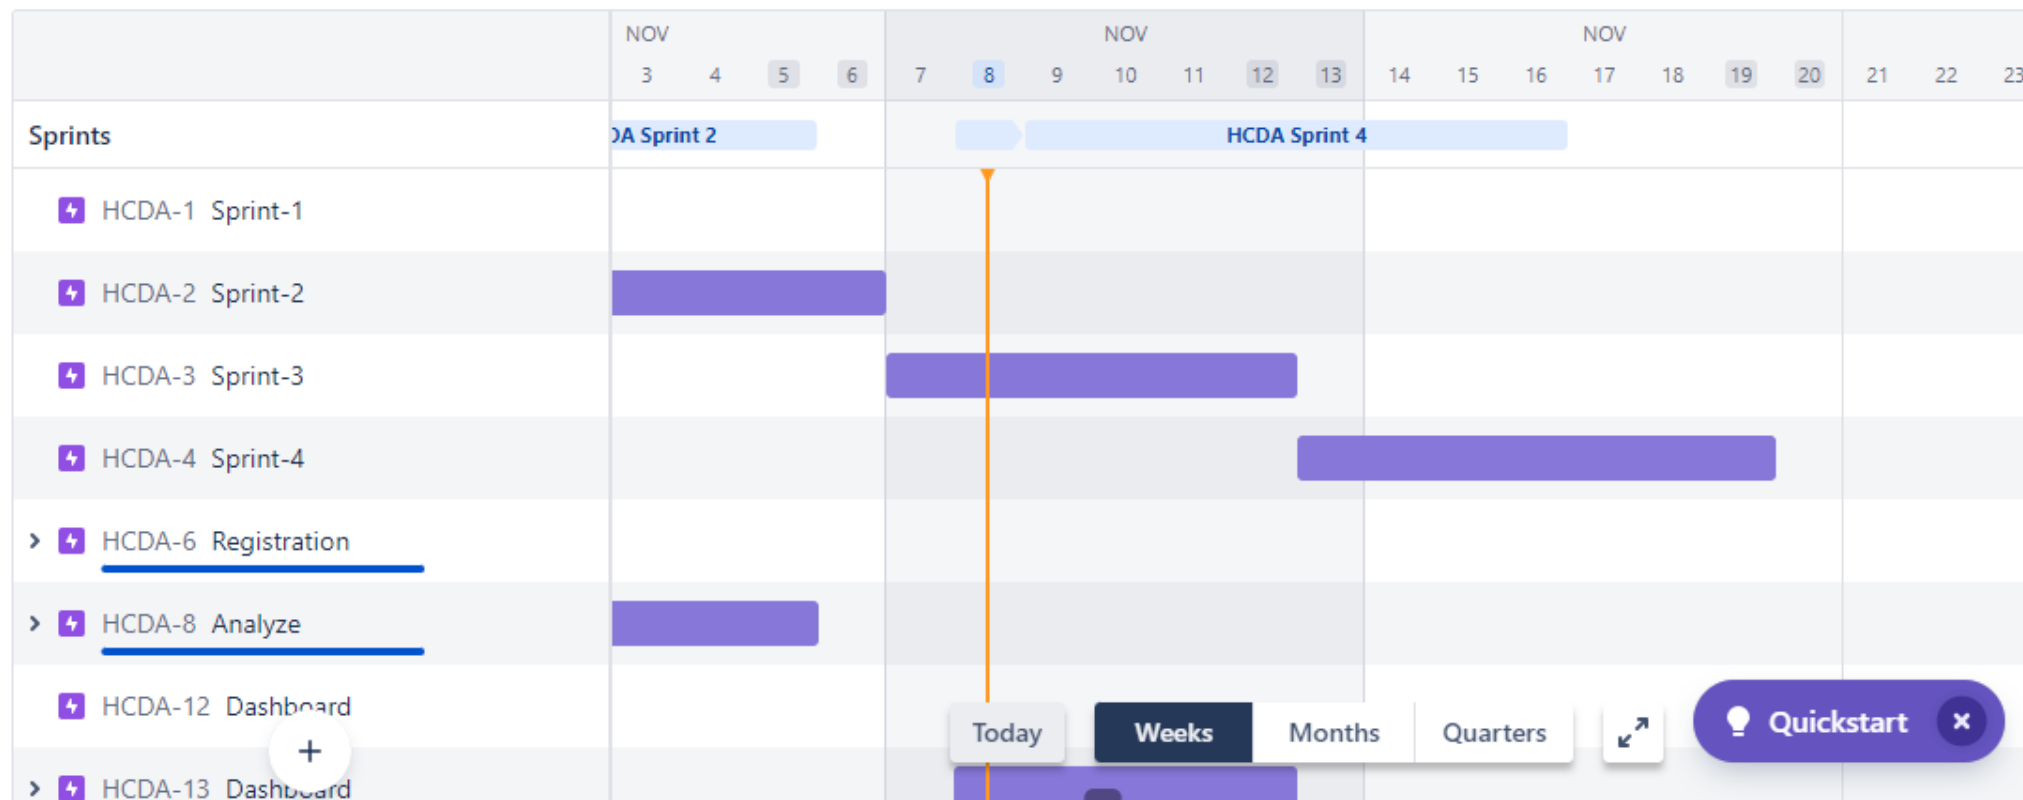 NOV NOV NOV
3 4 5 6 7 8 9 10 11 12 13 14 15 16 17 18 19 20 21 22 23
Sprints DA Sprint 2 HCDA Sprint 4
HCDA-1 Sprint-1
HCDA-2 Sprint-2
HCDA-3 Sprint-3
HCDA-4 Sprint-4
HCDA-6 Registration
HCDA-8 Analyze
HCDA-12 Dashboard
Today Weeks Months Quarters Quickstart
HCDA-13 Dashboard